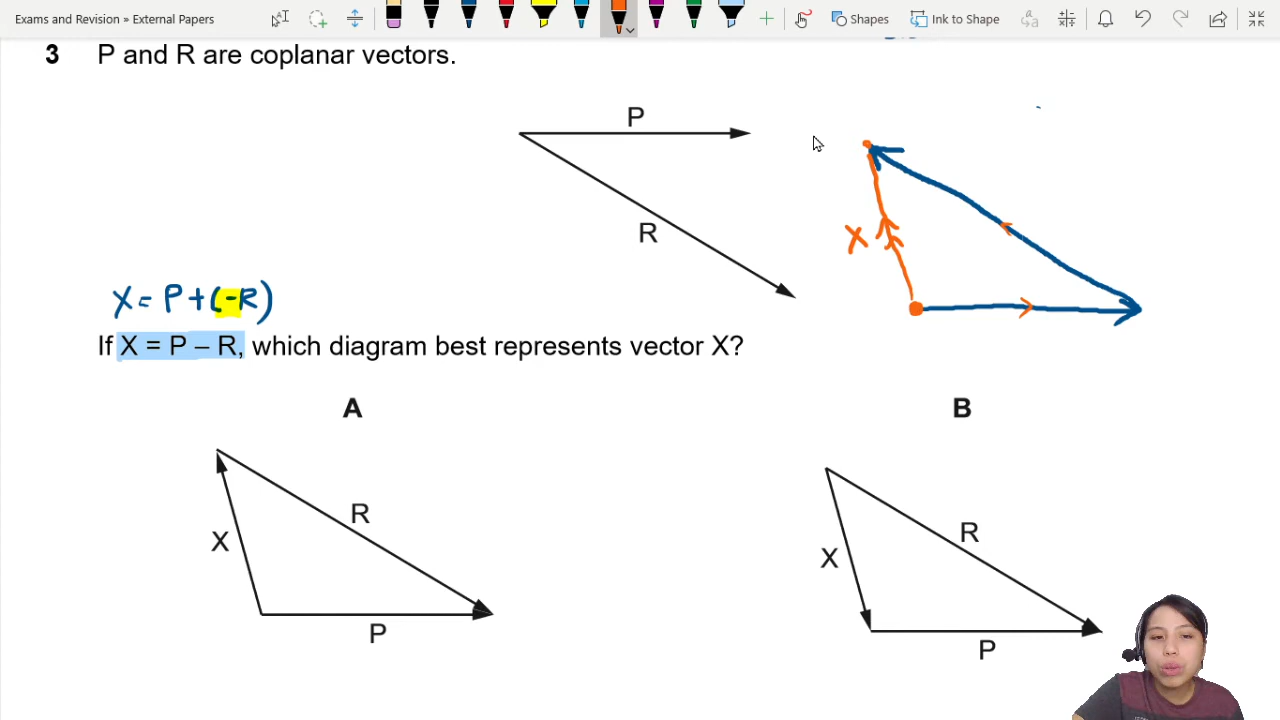 Exams and Revision » External Papers
Shapes
Ink to Shape
3 P and R are coplanar vectors.
P
R
X
X = P + (-R)
If X = P – R, which diagram best represents vector X?
A
B
R
X
P
R
X
P